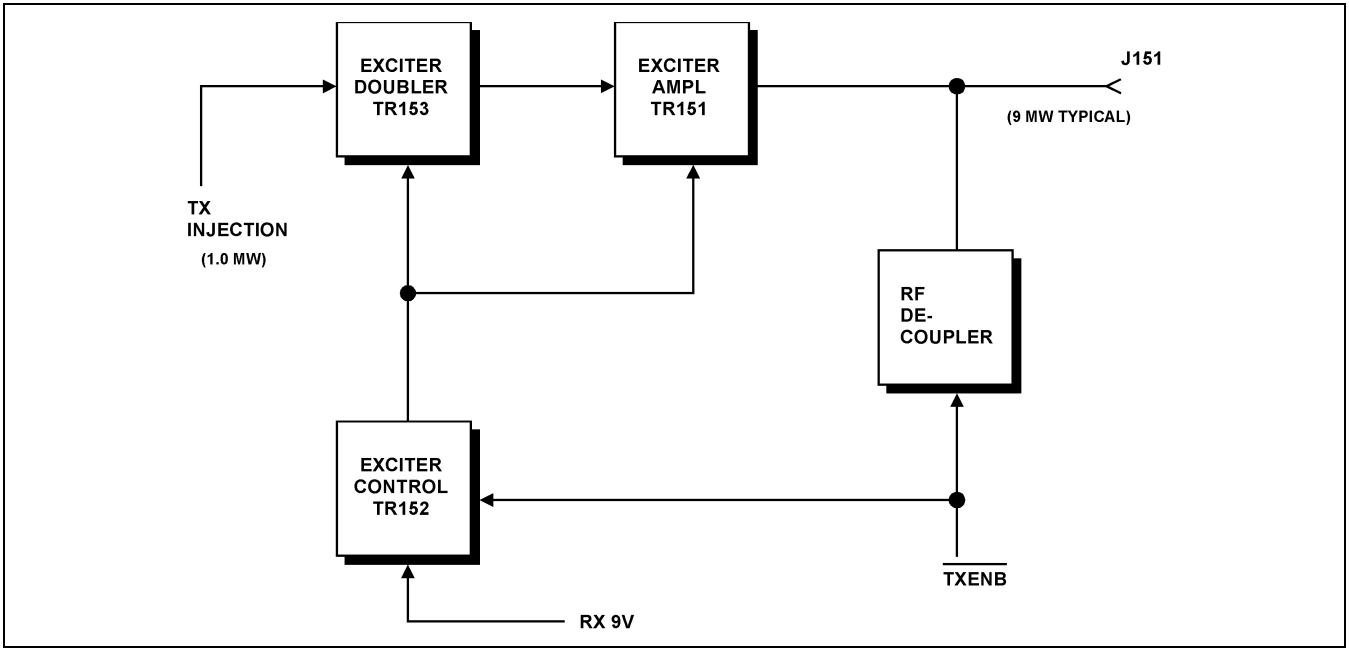 EXCITER
DOUBLER
TR153
EXCITER
AMPL
TR151
J151
(9 MW TYPICAL)
TX
INJECTION
(1.0 MW)
RF
DE-
COUPLER
EXCITER
CONTROL
TR152
TXENB
RX 9V